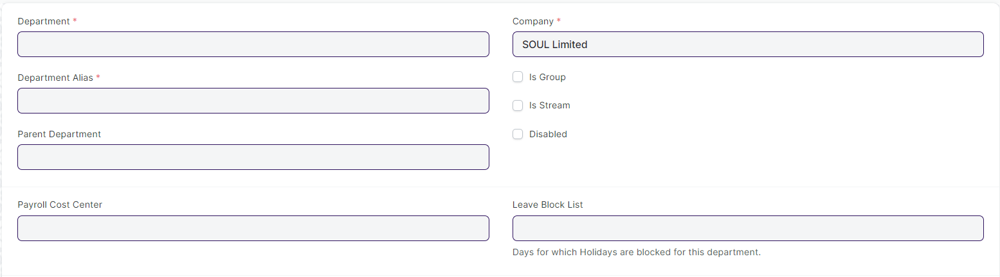 Department *
Company *
SOUL Limited
Department Alias *
Is Group
Is Stream
Parent Department
Disabled
Payroll Cost Center
Leave Block List
Days for which Holidays are blocked for this department.